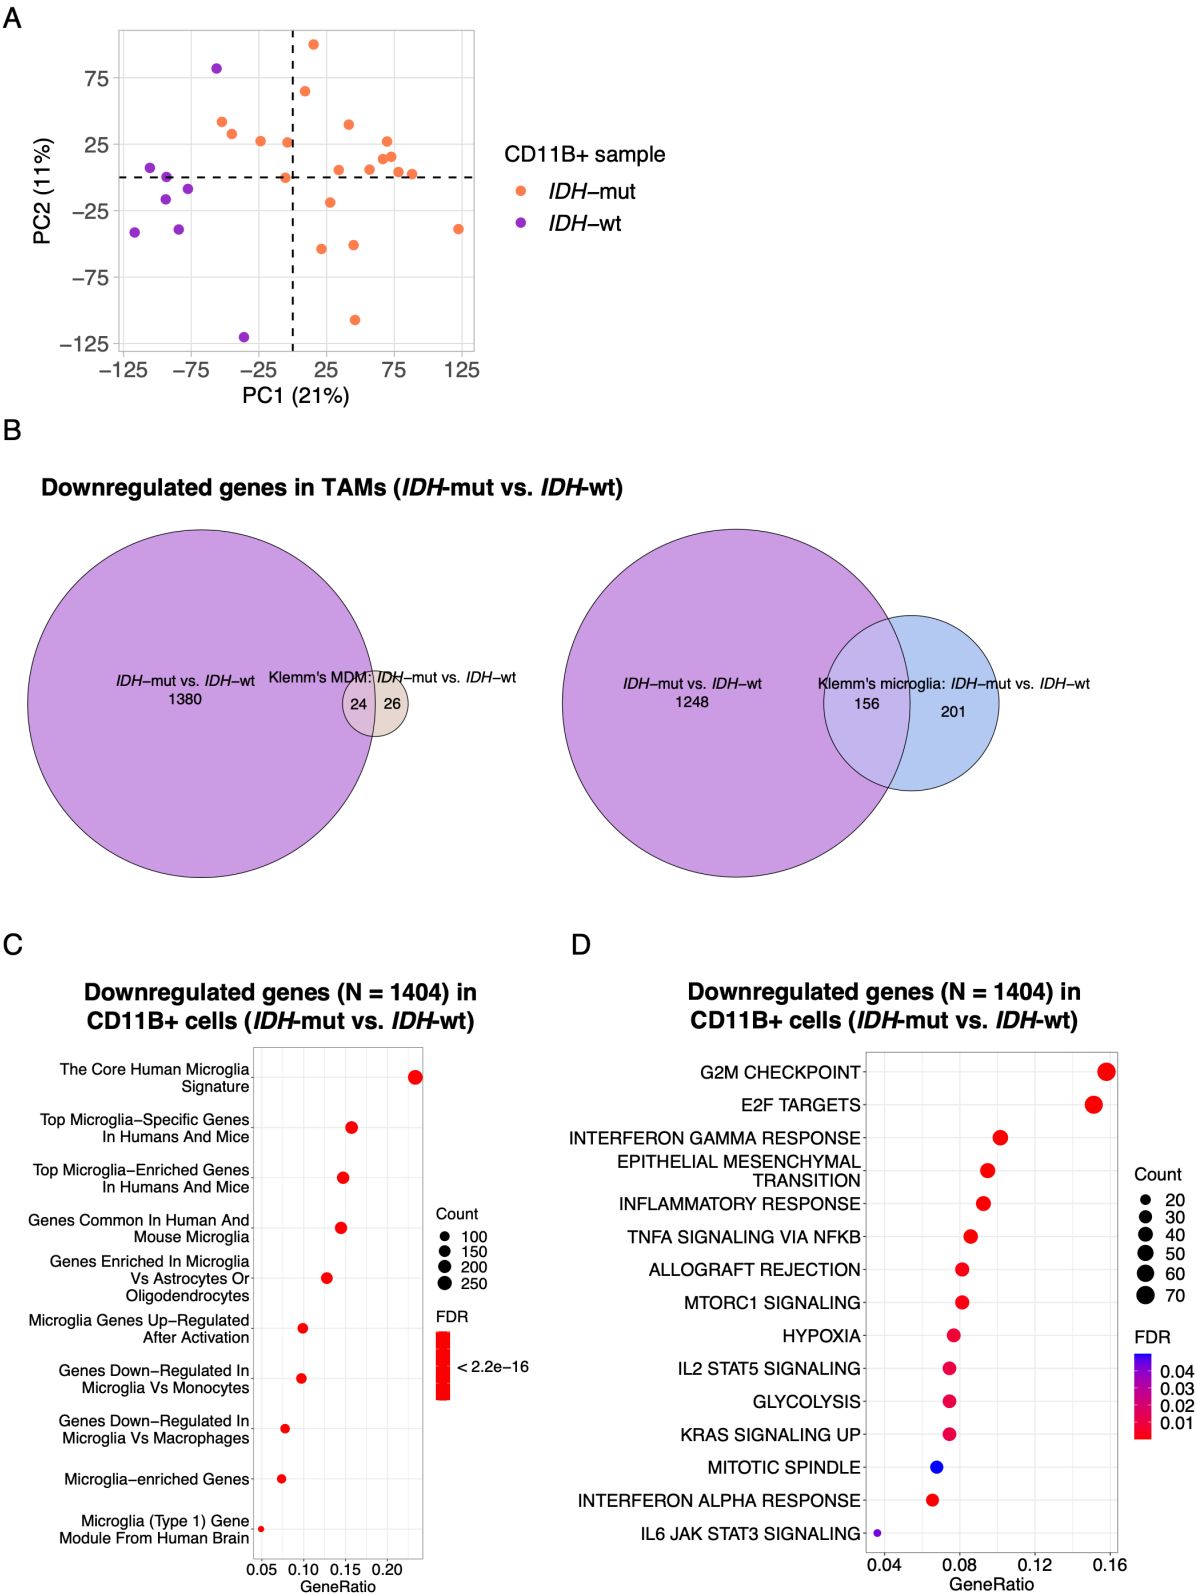 A
75
25
−25
−75
−125
PC2 (11%)
−125 −75 −25 25 75 125
PC1 (21%)
CD11B+ sample
IDH−mut
IDH−wt
B
Downregulated genes in TAMs (IDH-mut vs. IDH-wt)
IDH−mut vs. IDH−wt
1380
Klemm's MDM: IDH−mut vs. IDH−wt
24 26
IDH−mut vs. IDH−wt
1248
Klemm's microglia: IDH−mut vs. IDH−wt
156
201
C
Downregulated genes (N = 1404) in
CD11B+ cells (IDH-mut vs. IDH-wt)
The Core Human Microglia
Signature
Top Microglia−Specific Genes
In Humans And Mice
Top Microglia−Enriched Genes
In Humans And Mice
Genes Common In Human And
Mouse Microglia
Genes Enriched In Microglia
Vs Astrocytes Or
Oligodendrocytes
Microglia Genes Up−Regulated
After Activation
Genes Down−Regulated In
Microglia Vs Monocytes
Genes Down−Regulated In
Microglia Vs Macrophages
Microglia−enriched Genes
Microglia (Type 1) Gene
Module From Human Brain
0.05 0.10 0.15 0.20
GeneRatio
Count
100
150
200
250
FDR
< 2.2e−16
D
Downregulated genes (N = 1404) in
CD11B+ cells (IDH-mut vs. IDH-wt)
G2M CHECKPOINT
E2F TARGETS
INTERFERON GAMMA RESPONSE
EPITHELIAL MESENCHYMAL
TRANSITION
INFLAMMATORY RESPONSE
TNFA SIGNALING VIA NFKB
ALLOGRAFT REJECTION
MTORC1 SIGNALING
HYPOXIA
IL2 STAT5 SIGNALING
GLYCOLYSIS
KRAS SIGNALING UP
MITOTIC SPINDLE
INTERFERON ALPHA RESPONSE
IL6 JAK STAT3 SIGNALING
0.04 0.08 0.12 0.16
GeneRatio
Count
20
30
40
50
60
70
FDR
0.04
0.03
0.02
0.01